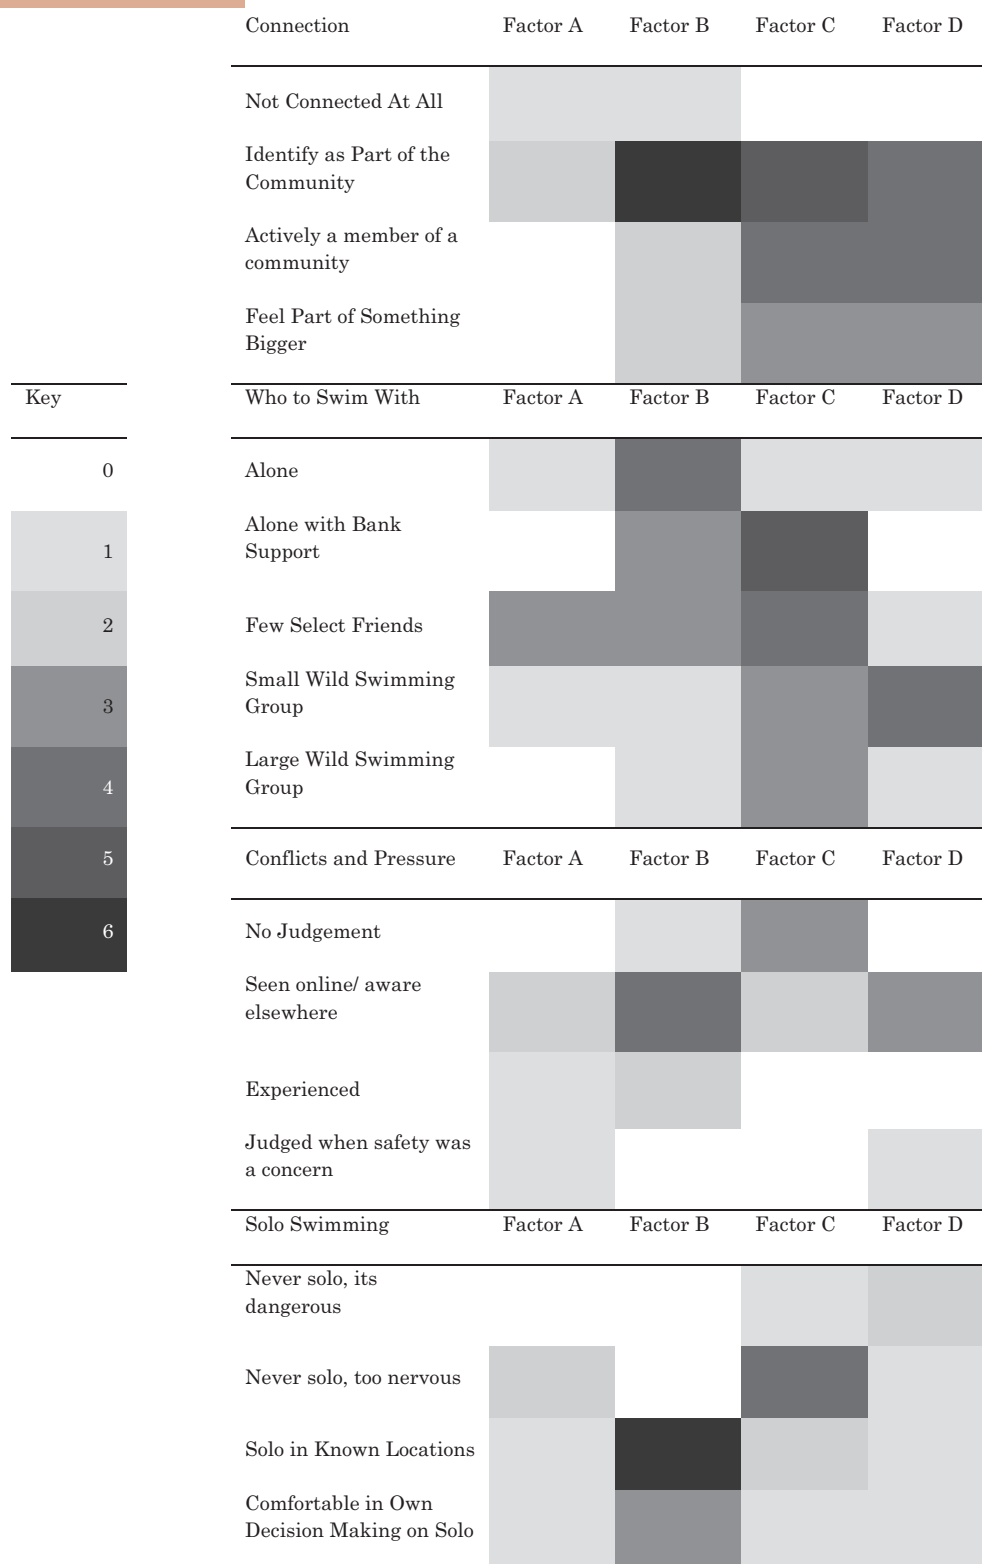 Connection Factor A Factor B Factor C Factor D
Not Connected At All
Identify as Part of the
Community
Actively a member of a
community
Feel Part of Something
Bigger
Key
0
1
2
3
4
5
6
Who to Swim With Factor A Factor B Factor C Factor D
Alone
Alone with Bank
Support
Few Select Friends
Small Wild Swimming
Group
Large Wild Swimming
Group
Conflicts and Pressure Factor A Factor B Factor C Factor D
No Judgement
Seen online/ aware
elsewhere
Experienced
Judged when safety was
a concern
Solo Swimming Factor A Factor B Factor C Factor D
Never solo, its
dangerous
Never solo, too nervous
Solo in Known Locations
Comfortable in Own
Decision Making on Solo